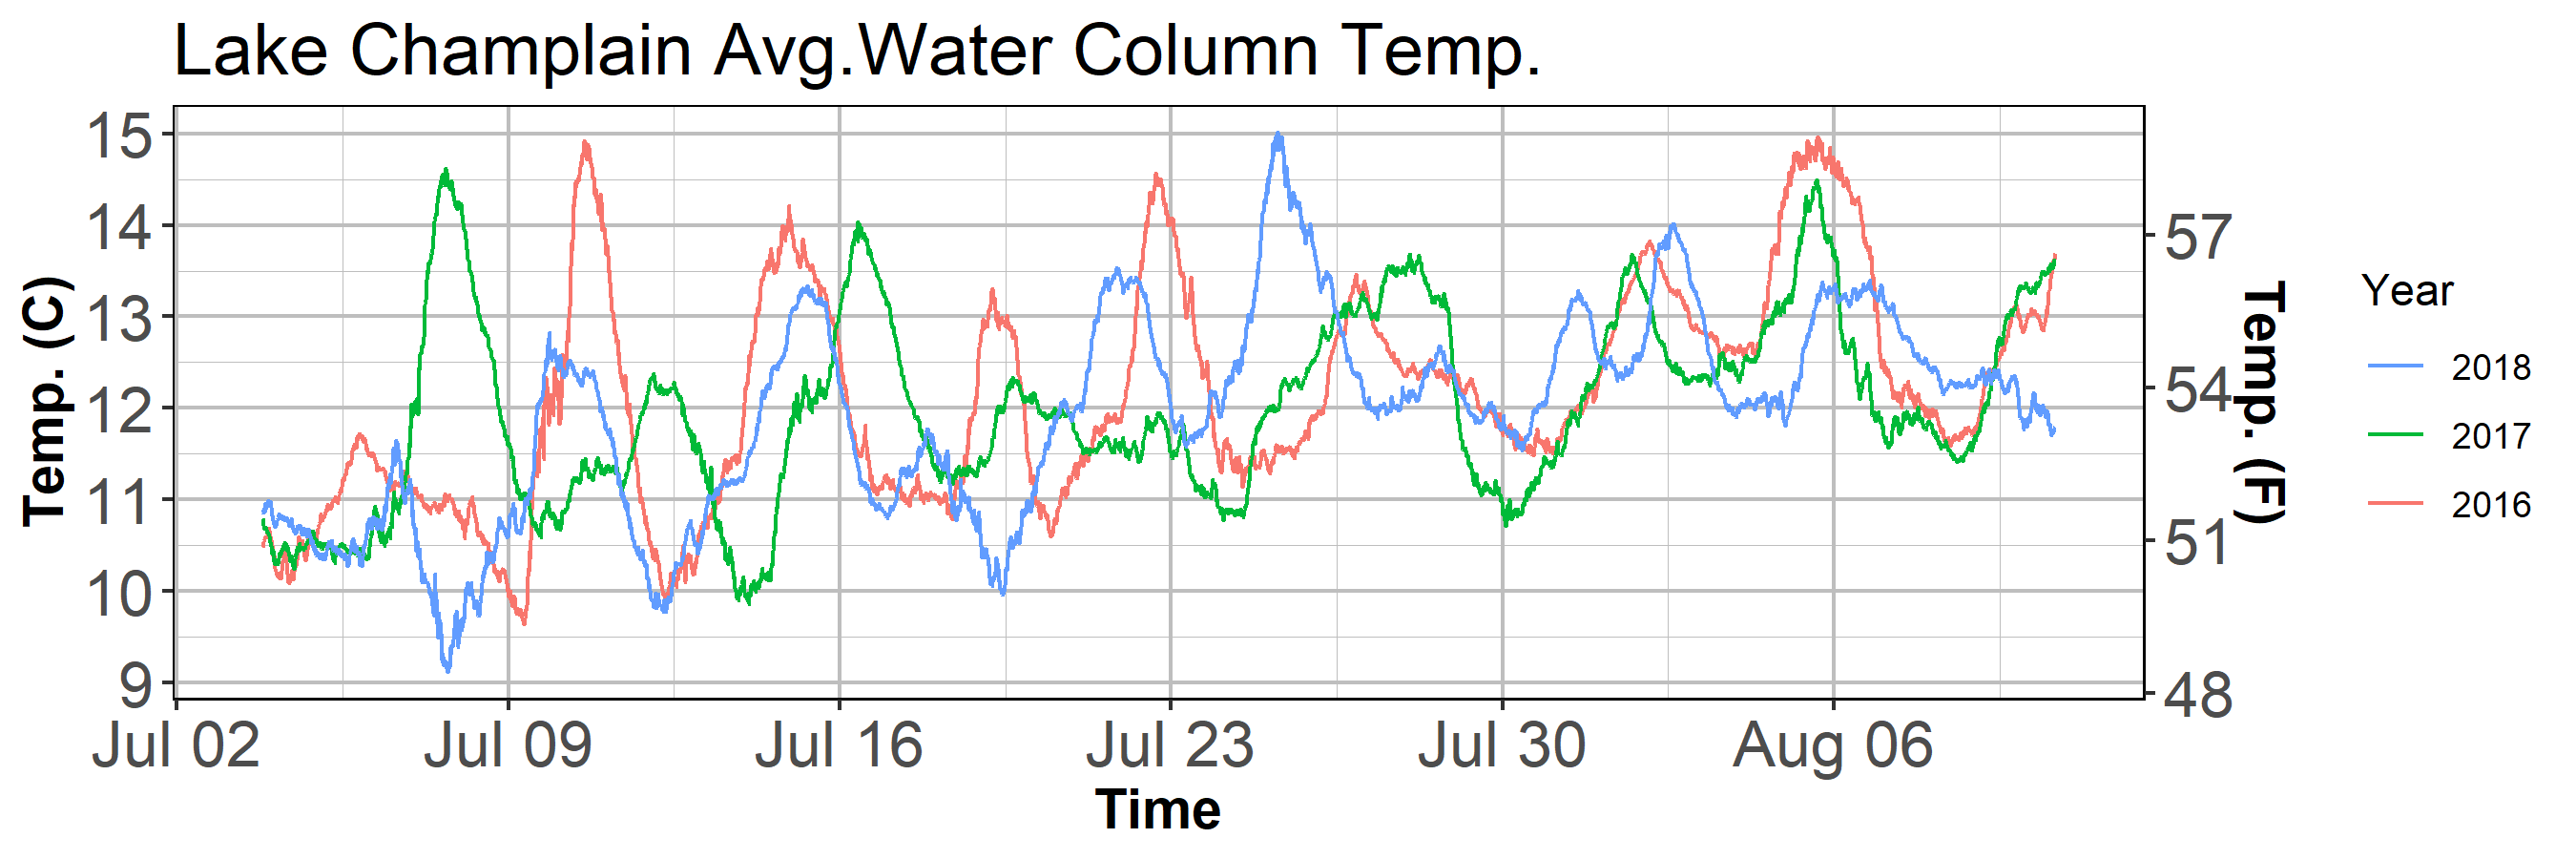 Lake Champlain Avg.Water Column Temp.
Temp. (C)
15
14
13
12
11
10
9
Jul 02
Jul 09
Jul 16
Jul 23
Jul 30
Aug 06
Time
57
54
51
48
Temp. (F)
Year
2018
2017
2016